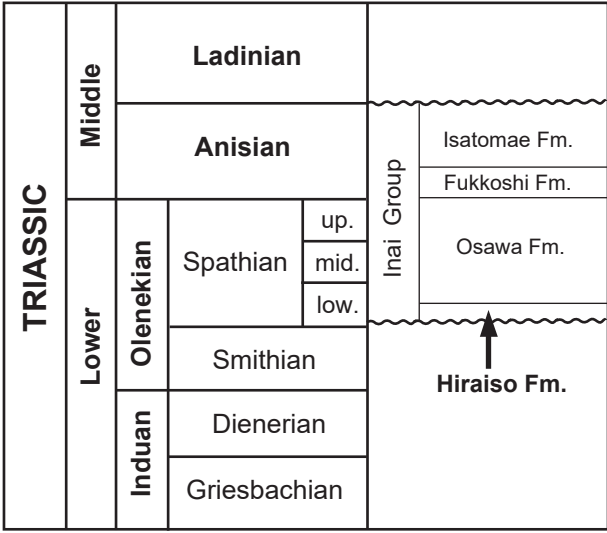 TRIASSIC
Middle
Lower
Ladinian
Anisian
Olenekian
Spathian
up.
mid.
low.
Smithian
Induan
Dienerian
Griesbachian
Inai Group
Isatomae Fm.
Fukkoshi Fm.
Osawa Fm.
Hiraiso Fm.